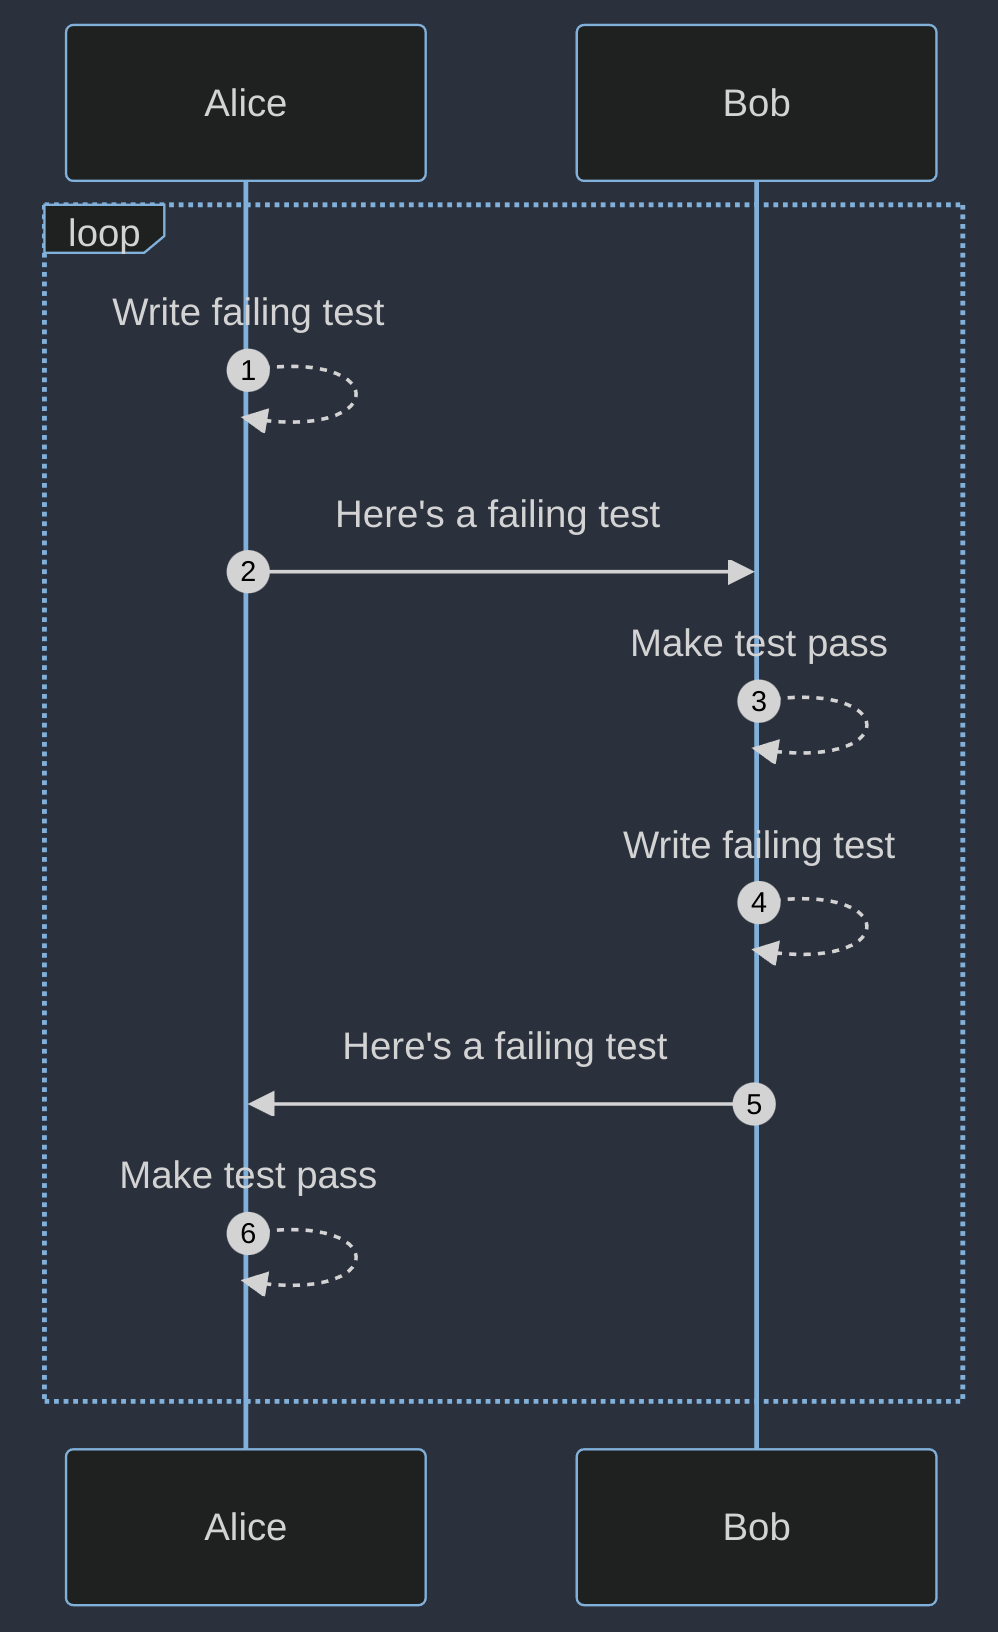 Alice
Bob
loop
Write failing test
1
Here's a failing test
2
Make test pass
3
Write failing test
4
Here's a failing test
5
Make test pass
6
Alice
Bob